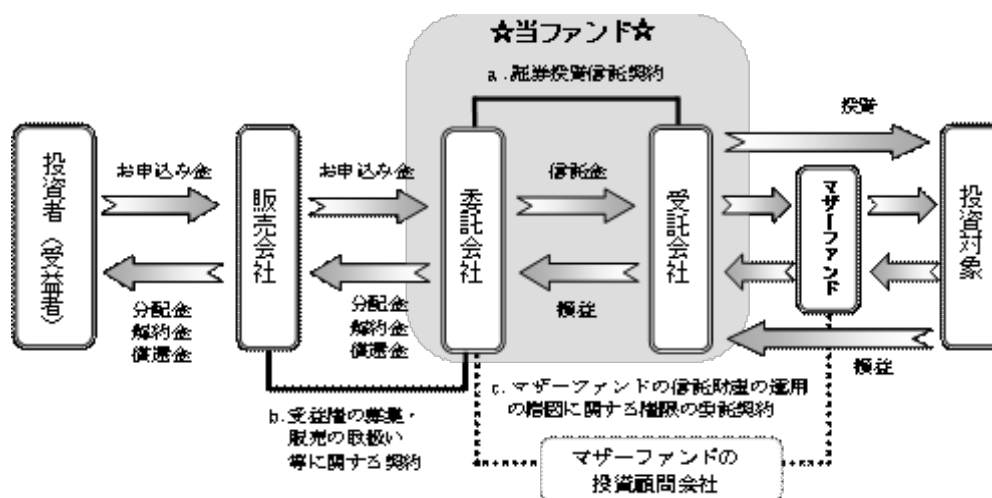 ☆当ファンド☆
a.証券投資信託契約
投資
投資者(受益者)
お申込み金
販売会社
お申込み金
委託会社
信託金
受託会社
マザーファンド
投資対象
分配金
解約金
償還金
分配金
解約金
償還金
損益
損益
b.受益権の募集・
販売の取扱い
等に関する契約
c.マザーファンドの信託財産の運用
の指図に関する権限の委託契約
マザーファンドの
投資顧問会社